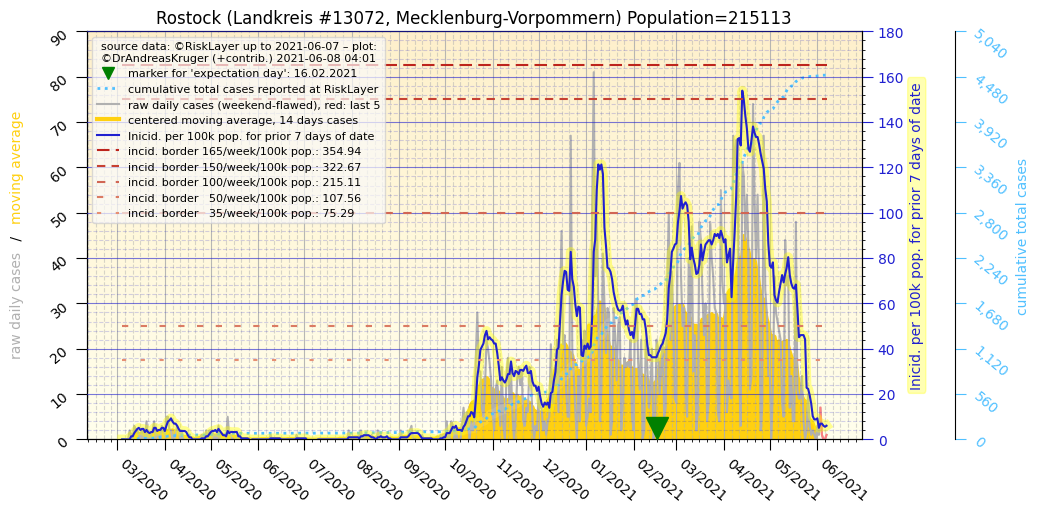 Rostock (Landkreis #13072, Mecklenburg-Vorpommern) Population=215113
source data: ©RiskLayer up to 2021-06-07 – plot:
©DrAndreasKruger (+contrib.) 2021-06-08 04:01
marker for 'expectation day': 16.02.2021
cumulative total cases reported at RiskLayer
raw daily cases (weekend-flawed), red: last 5
centered moving average, 14 days cases
Inicid. per 100k pop. for prior 7 days of date
incid. border 165/week/100k pop.: 354.94
incid. border 150/week/100k pop.: 322.67
incid. border 100/week/100k pop.: 215.11
incid. border   50/week/100k pop.: 107.56
incid. border   35/week/100k pop.: 75.29
raw daily cases / moving average
90
80
70
60
50
40
30
20
10
0
180
160
140
120
100
80
60
40
20
0
Inicid. per 100k pop. for prior 7 days of date
5,040
4,480
3,920
3,360
2,800
2,240
1,680
1,120
560
0
cumulative total cases
03/2020
04/2020
05/2020
06/2020
07/2020
08/2020
09/2020
10/2020
11/2020
12/2020
01/2021
02/2021
03/2021
04/2021
05/2021
06/2021